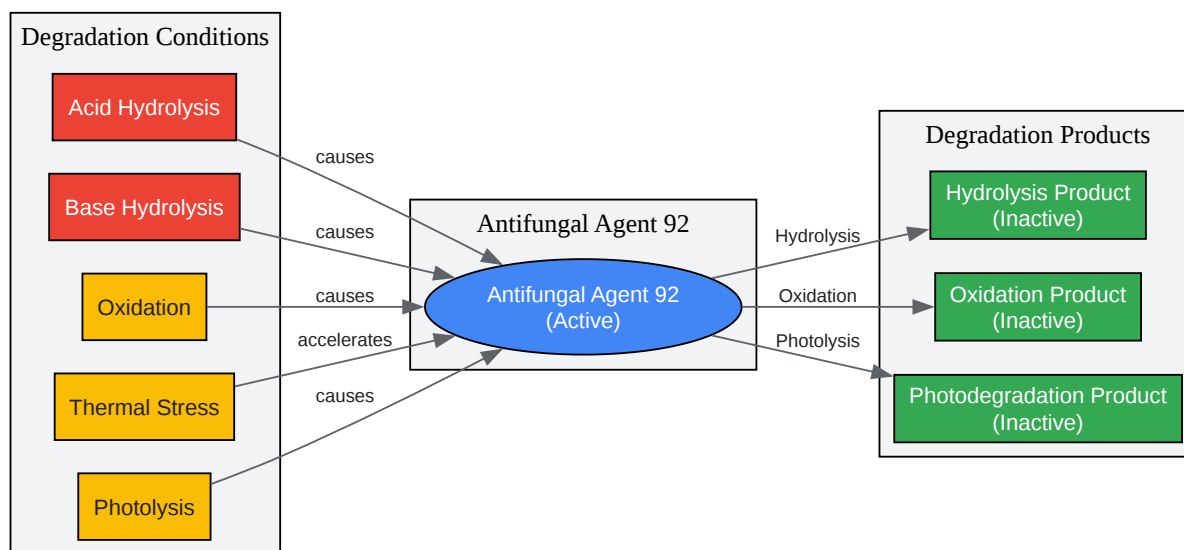 Degradation Conditions
Acid Hydrolysis
Base Hydrolysis
Oxidation
Thermal Stress
Photolysis
causes
causes
causes
accelerates
causes
Antifungal Agent 92
Antifungal Agent 92
(Active)
Hydrolysis
Oxidation
Photolysis
Degradation Products
Hydrolysis Product
(Inactive)
Oxidation Product
(Inactive)
Photodegradation Product
(Inactive)